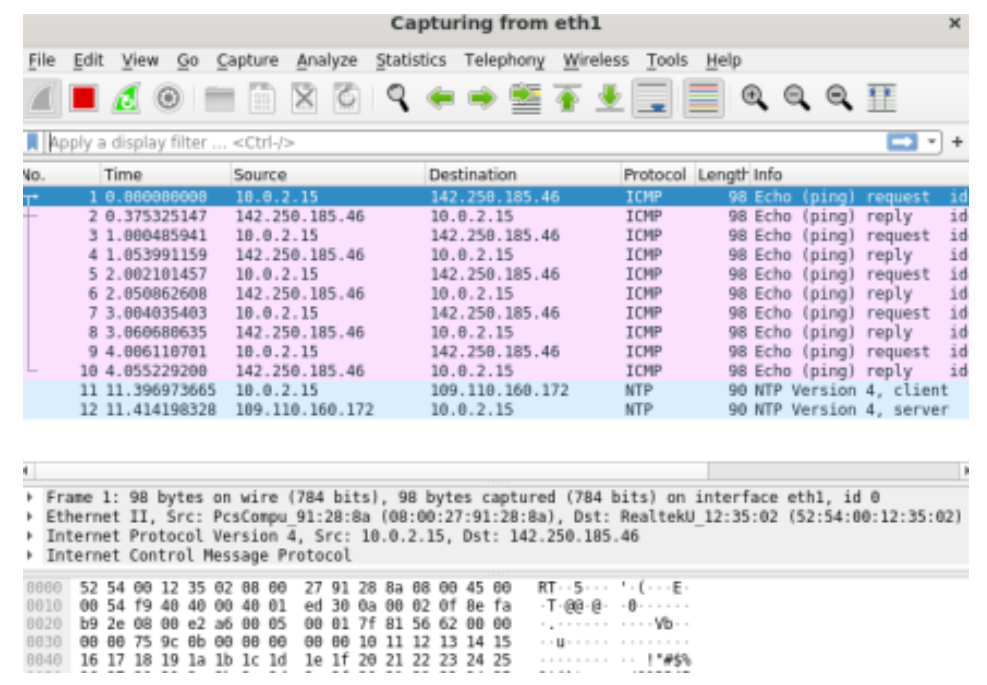 Capturing from eth1 ×
File Edit View Go Capture Analyze Statistics Telephony Wireless Tools Help
Apply a display filter ... <Ctrl-/> +
No. Time Source Destination Protocol Length Info
1 0.000000000 10.0.2.15 142.250.185.46 ICMP 98 Echo (ping) request id
2 0.375325147 142.250.185.46 10.0.2.15 ICMP 98 Echo (ping) reply id
3 1.000485941 10.0.2.15 142.250.185.46 ICMP 98 Echo (ping) request id
4 1.053991159 142.250.185.46 10.0.2.15 ICMP 98 Echo (ping) reply id
5 2.002101457 10.0.2.15 142.250.185.46 ICMP 98 Echo (ping) request id
6 2.050862608 142.250.185.46 10.0.2.15 ICMP 98 Echo (ping) reply id
7 3.004035403 10.0.2.15 142.250.185.46 ICMP 98 Echo (ping) request id
8 3.060680635 142.250.185.46 10.0.2.15 ICMP 98 Echo (ping) reply id
9 4.006110701 10.0.2.15 142.250.185.46 ICMP 98 Echo (ping) request id
10 4.055229200 142.250.185.46 10.0.2.15 ICMP 98 Echo (ping) reply id
11 11.396973665 10.0.2.15 109.110.160.172 NTP 90 NTP Version 4, client
12 11.414198328 109.110.160.172 10.0.2.15 NTP 90 NTP Version 4, server
Frame 1: 98 bytes on wire (784 bits), 98 bytes captured (784 bits) on interface eth1, id 0
Ethernet II, Src: PcsCompu_91:28:8a (08:00:27:91:28:8a), Dst: RealtekU_12:35:02 (52:54:00:12:35:02)
Internet Protocol Version 4, Src: 10.0.2.15, Dst: 142.250.185.46
Internet Control Message Protocol
0000 52 54 00 12 35 02 08 00 27 91 28 8a 08 00 45 00 RT··5··· '·(···E·
0010 00 54 f9 40 40 00 40 01 ed 30 0a 00 02 0f 8e fa ·T·@@·@· ·0······
0020 b9 2e 08 00 e2 a6 00 05 00 01 7f 81 56 62 00 00 ·.······ ····Vb··
0030 00 00 75 9c 0b 00 00 00 00 00 10 11 12 13 14 15 ··u····· ········
0040 16 17 18 19 1a 1b 1c 1d 1e 1f 20 21 22 23 24 25 ········ ·· !"#$%